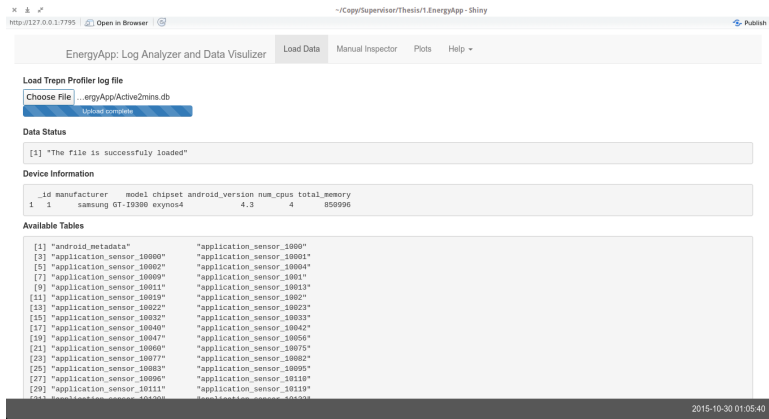 ~/Copy/Supervisor/Thesis/1.EnergyApp - Shiny
http://127.0.0.1:7795 Open in Browser Publish
EnergyApp: Log Analyzer and Data Visulizer Load Data Manual Inspector Plots Help
Load Trepn Profiler log file
Choose File ...ergyApp/Active2mins.db
Upload complete
Data Status
[1] "The file is successfuly loaded"
Device Information
_id manufacturer model chipset android_version num_cpus total_memory
1 1 samsung GT-I9300 exynos4 4.3 4 850996
Available Tables
[1] "android_metadata" "application_sensor_1000"
[3] "application_sensor_10000" "application_sensor_10001"
[5] "application_sensor_10002" "application_sensor_10004"
[7] "application_sensor_10009" "application_sensor_1001"
[9] "application_sensor_10011" "application_sensor_10013"
[11] "application_sensor_10019" "application_sensor_1002"
[13] "application_sensor_10022" "application_sensor_10023"
[15] "application_sensor_10032" "application_sensor_10033"
[17] "application_sensor_10040" "application_sensor_10042"
[19] "application_sensor_10047" "application_sensor_10056"
[21] "application_sensor_10060" "application_sensor_10075"
[23] "application_sensor_10077" "application_sensor_10082"
[25] "application_sensor_10083" "application_sensor_10095"
[27] "application_sensor_10096" "application_sensor_10110"
[29] "application_sensor_10111" "application_sensor_10119"
2015-10-30 01:05:40